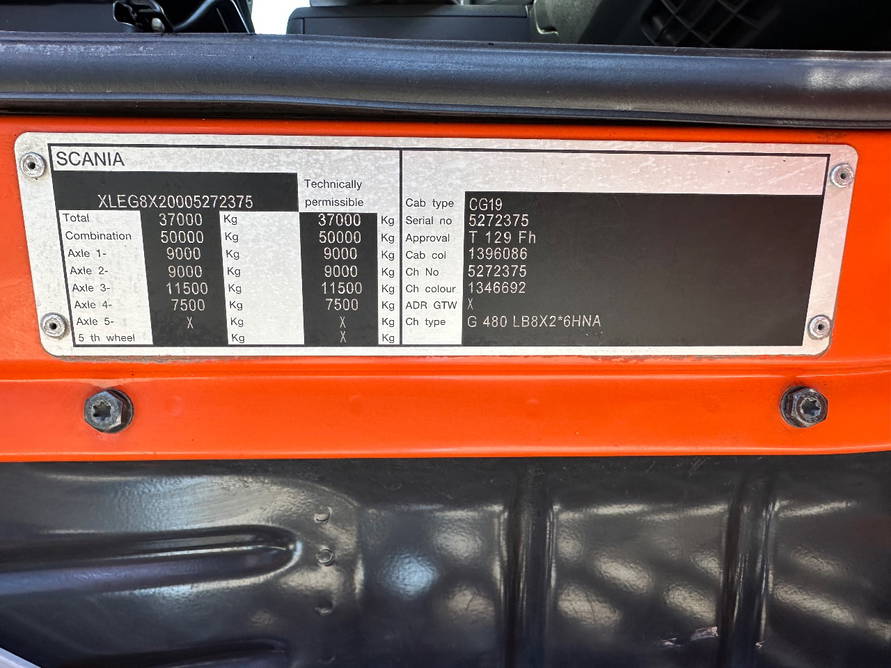 SCANIA
XLEG8X20005272375
Technically
permissible
Total 37000 Kg 37000 Kg
Combination 50000 Kg 50000 Kg
Axle 1- 9000 Kg 9000 Kg
Axle 2- 9000 Kg 9000 Kg
Axle 3- 11500 Kg 11500 Kg
Axle 4- 7500 Kg 7500 Kg
Axle 5- X Kg X Kg
5 th wheel Kg X Kg
Cab type CG19
Serial no 5272375
Approval T 129 Fh
Cab col 1396086
Ch No 5272375
Ch colour 1346692
ADR GTW X
Ch type G 480 LB8X2*6HNA